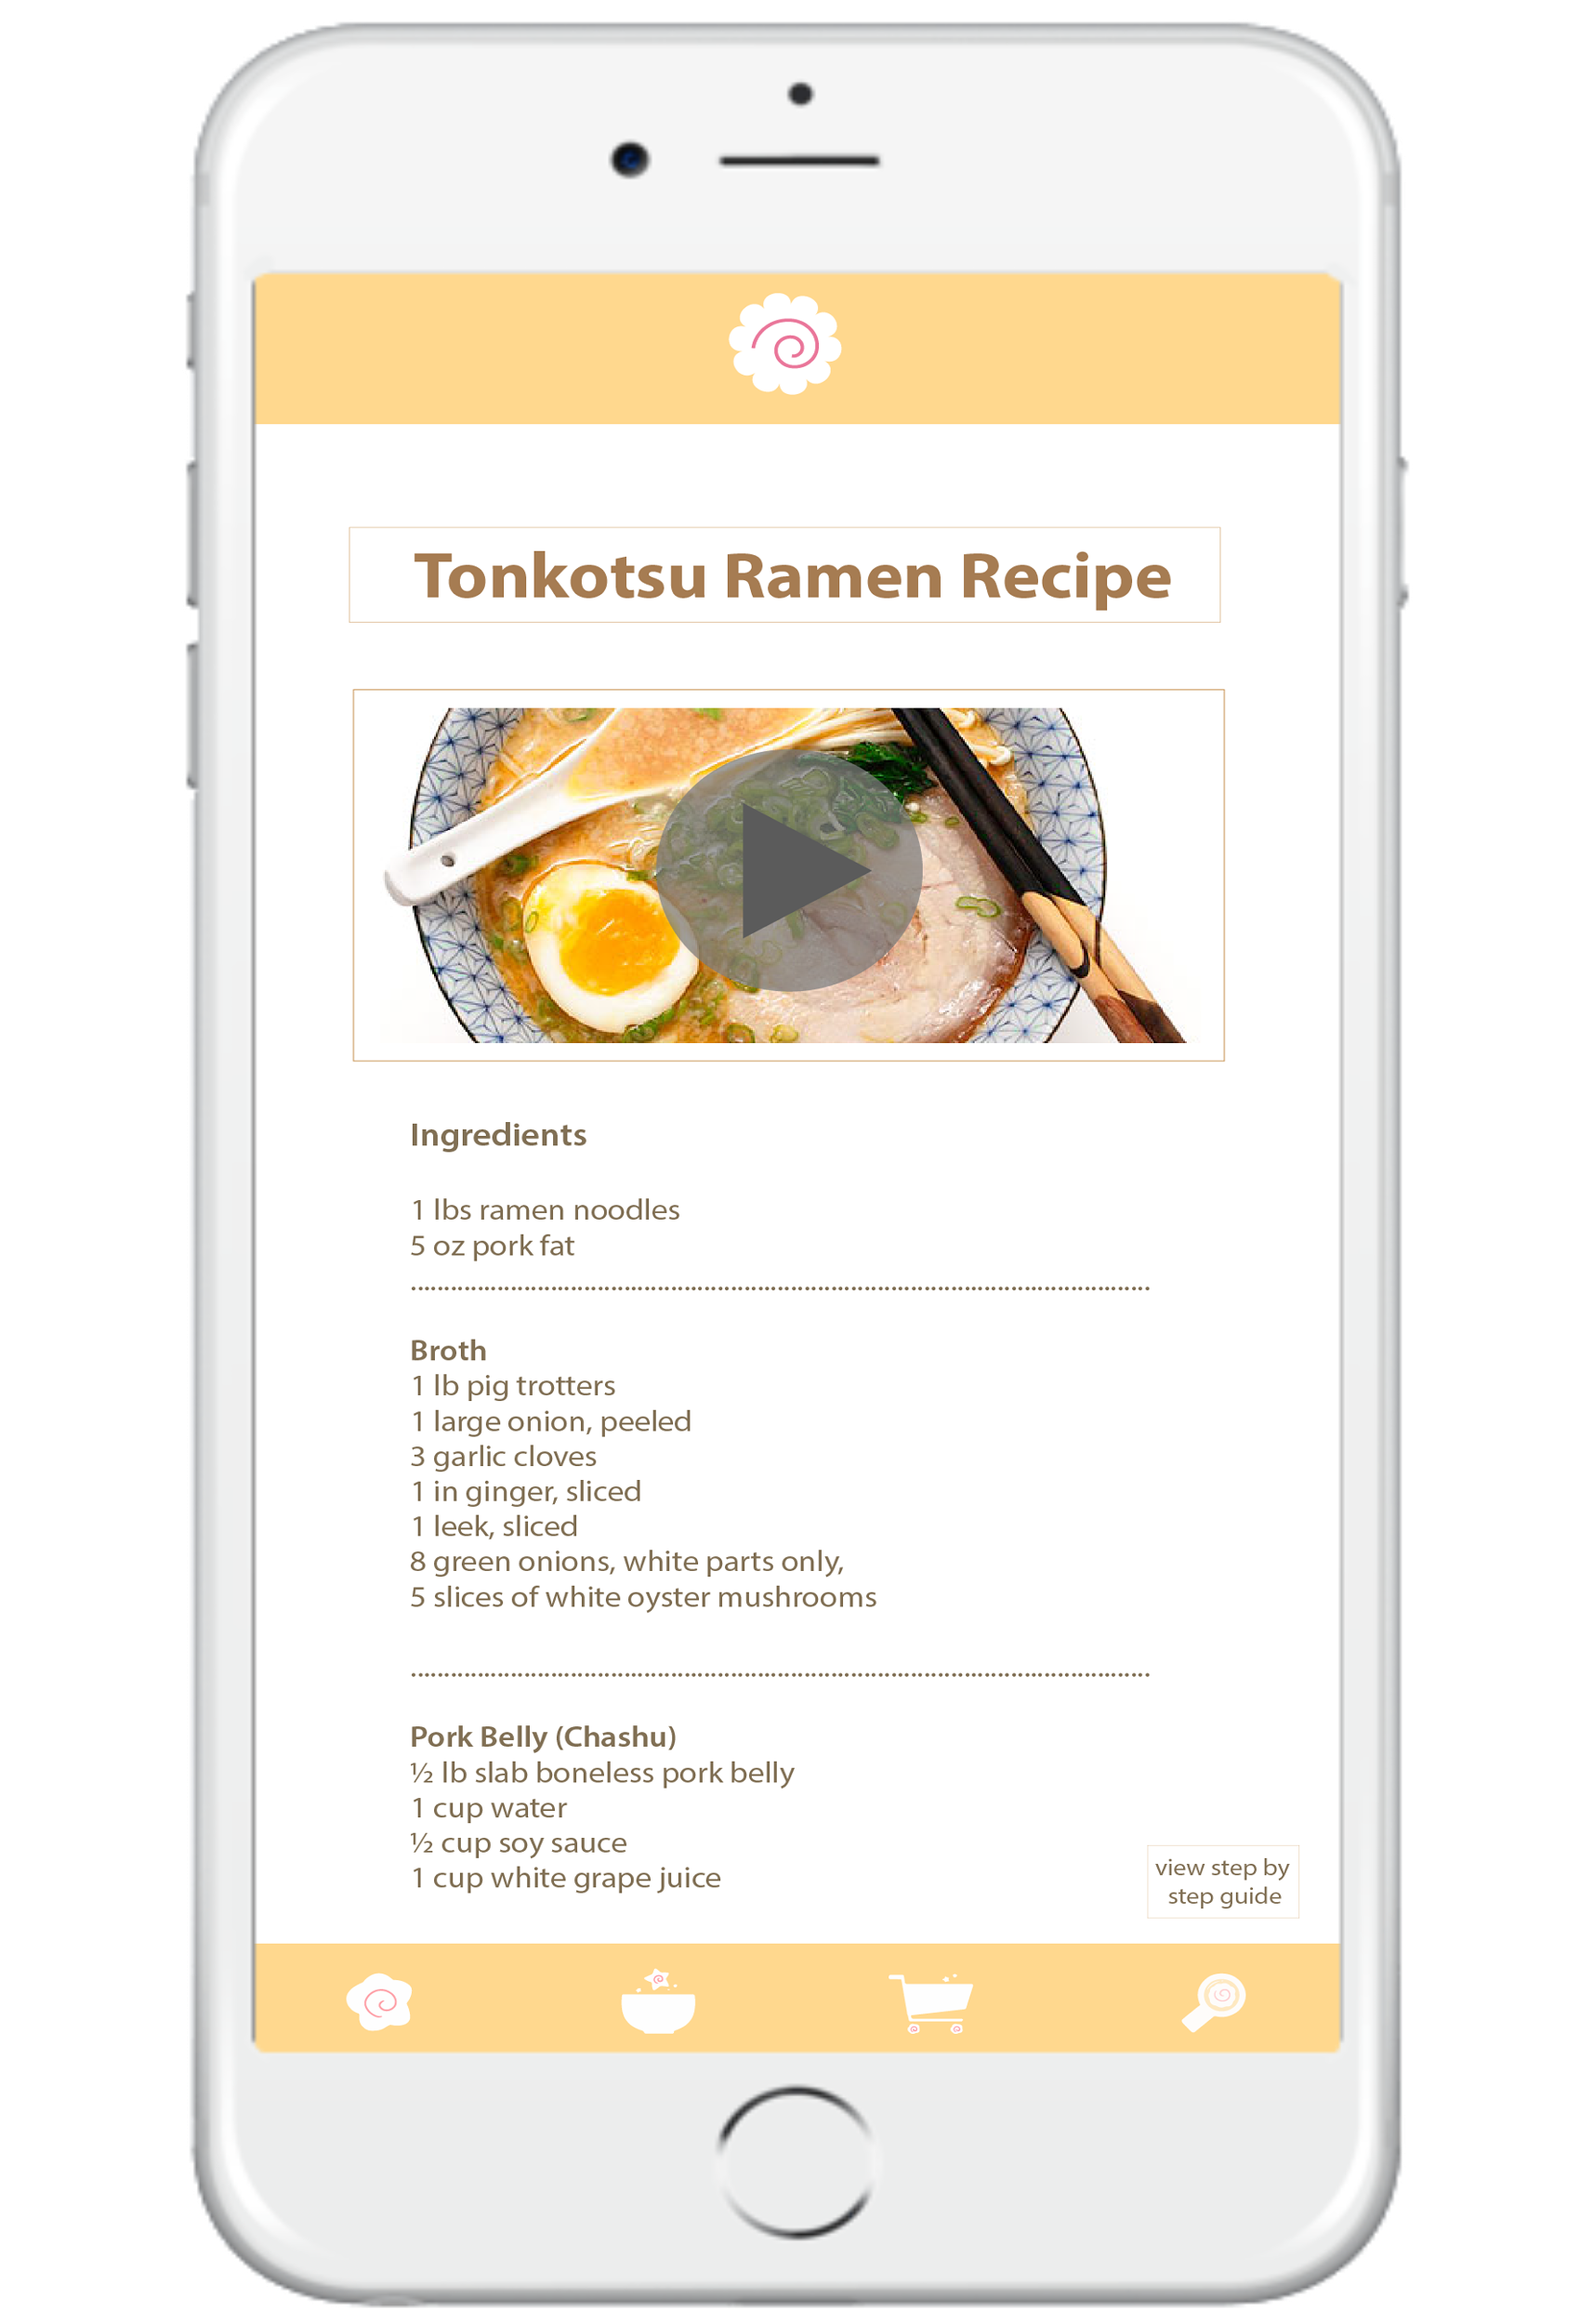 Tonkotsu Ramen Recipe
Ingredients
1 lbs ramen noodles
5 oz pork fat
Broth
1 lb pig trotters
1 large onion, peeled
3 garlic cloves
1 in ginger, sliced
1 leek, sliced
8 green onions, white parts only,
5 slices of white oyster mushrooms
Pork Belly (Chashu)
½ lb slab boneless pork belly
1 cup water
½ cup soy sauce
1 cup white grape juice
view step by
step guide